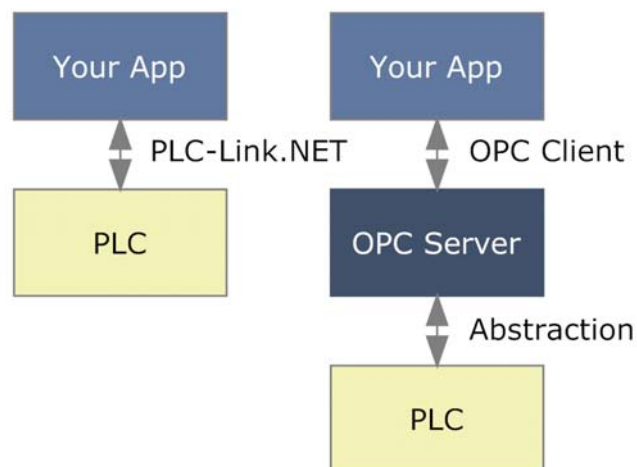 Your App
PLC-Link.NET
PLC
Your App
OPC Client
OPC Server
Abstraction
PLC